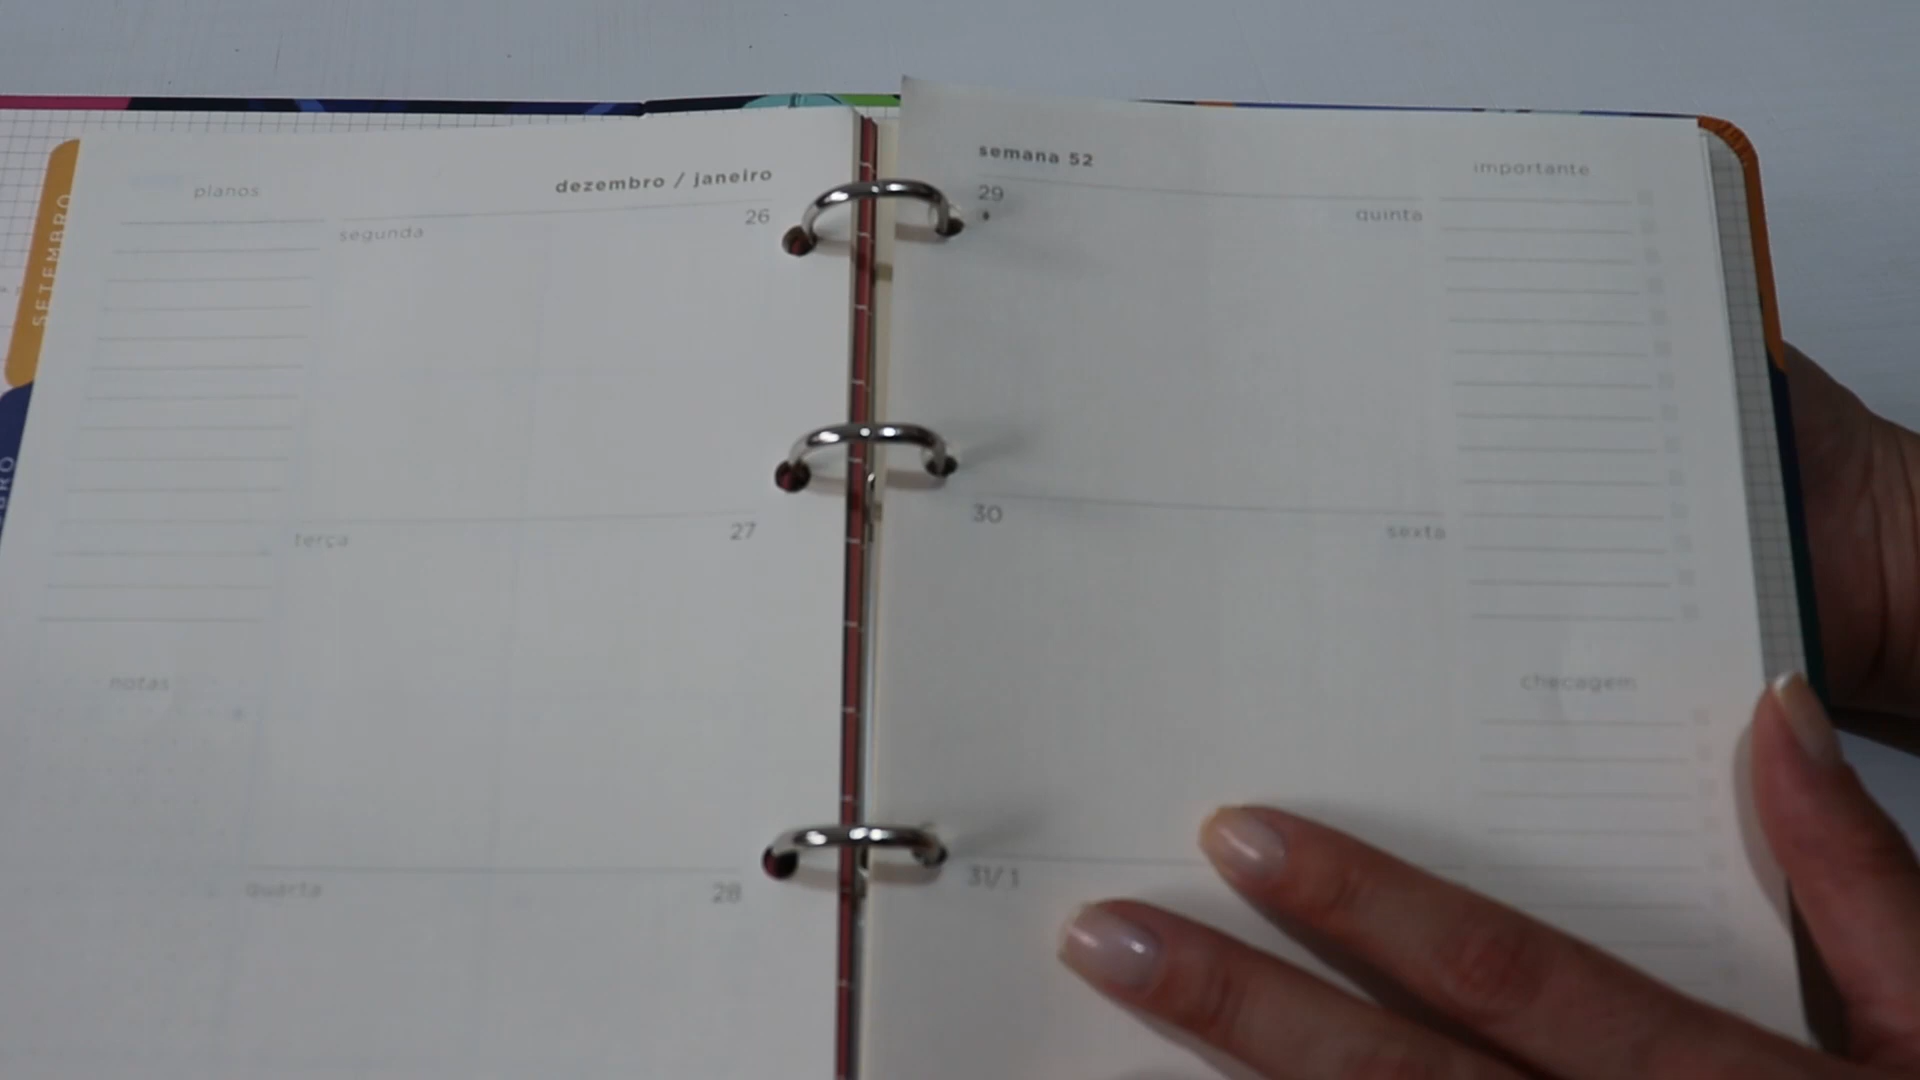 SETEMBRO
planos
dezembro / janeiro
segunda
26
terça
27
notas
quarta
28
semana 52
29
quinta
importante
30
sexta
checagem
31/1